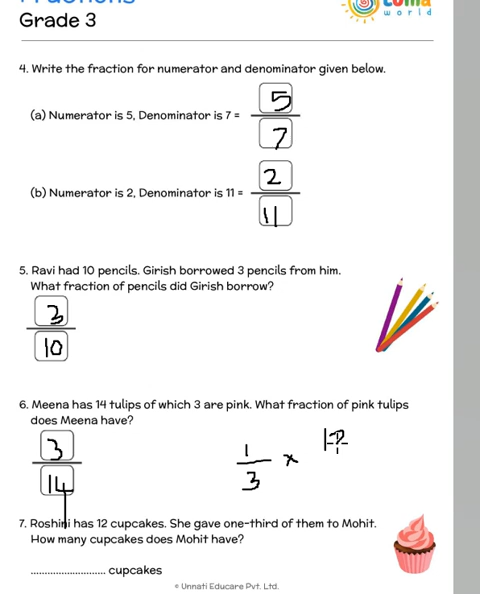 Fractions
Grade 3
world
4. Write the fraction for numerator and denominator given below.
(a) Numerator is 5, Denominator is 7 =
5
7
(b) Numerator is 2, Denominator is 11 =
2
11
5. Ravi had 10 pencils. Girish borrowed 3 pencils from him.
What fraction of pencils did Girish borrow?
3
10
6. Meena has 14 tulips of which 3 are pink. What fraction of pink tulips
does Meena have?
3
14
1
3 ×
7. Roshini has 12 cupcakes. She gave one-third of them to Mohit.
How many cupcakes does Mohit have?
........................... cupcakes
© Unnati Educare Pvt. Ltd.